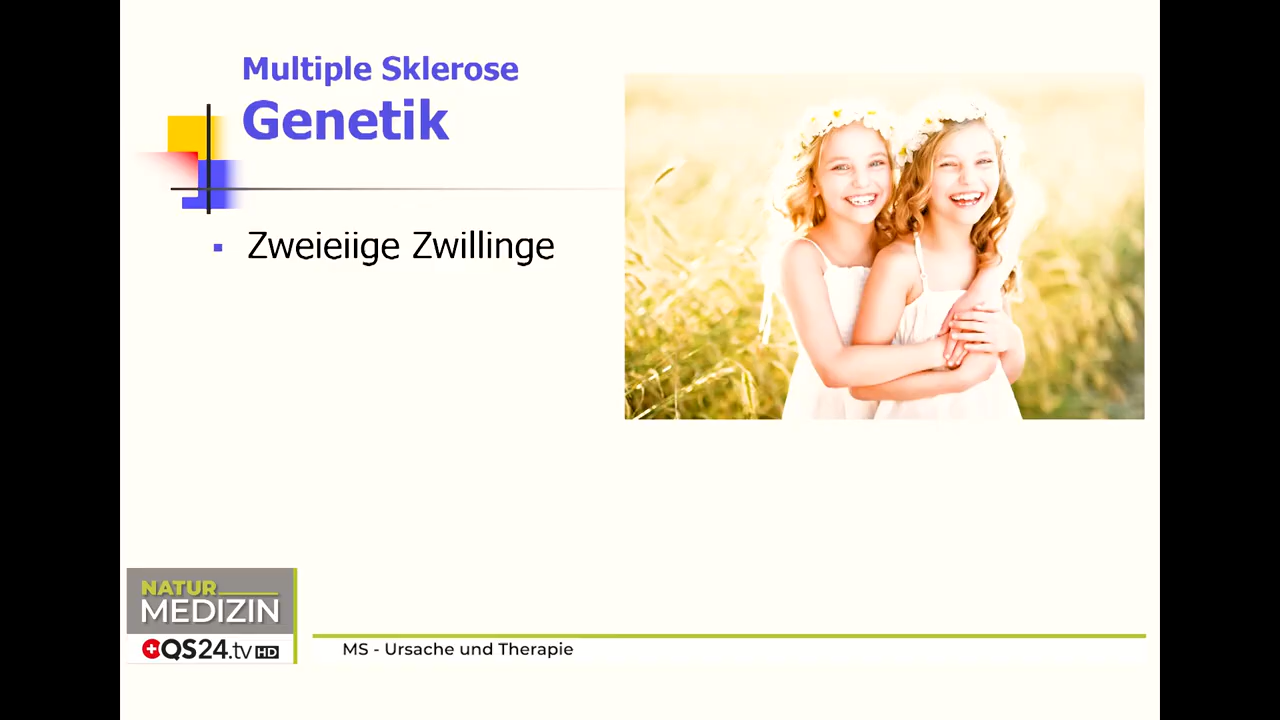 Multiple Sklerose
Genetik
▪ Zweieiige Zwillinge
NATUR
MEDIZIN
QS24.tv HD
MS - Ursache und Therapie